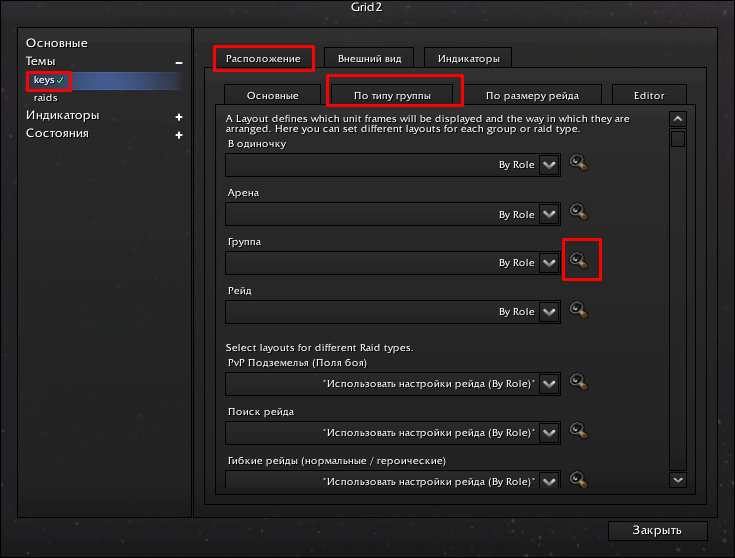 Grid2
Основные
Темы
keys
raids
Индикаторы
Состояния
Расположение
Внешний вид
Индикаторы
Основные
По типу группы
По размеру рейда
Editor
A Layout defines which unit frames will be displayed and the way in which they are
arranged. Here you can set different layouts for each group or raid type.
В одиночку
By Role
Арена
By Role
Группа
By Role
Рейд
By Role
Select layouts for different Raid types.
PvP Подземелья (Поля боя)
*Использовать настройки рейда (By Role)*
Поиск рейда
*Использовать настройки рейда (By Role)*
Гибкие рейды (нормальные / героические)
*Использовать настройки рейда (By Role)*
Закрыть